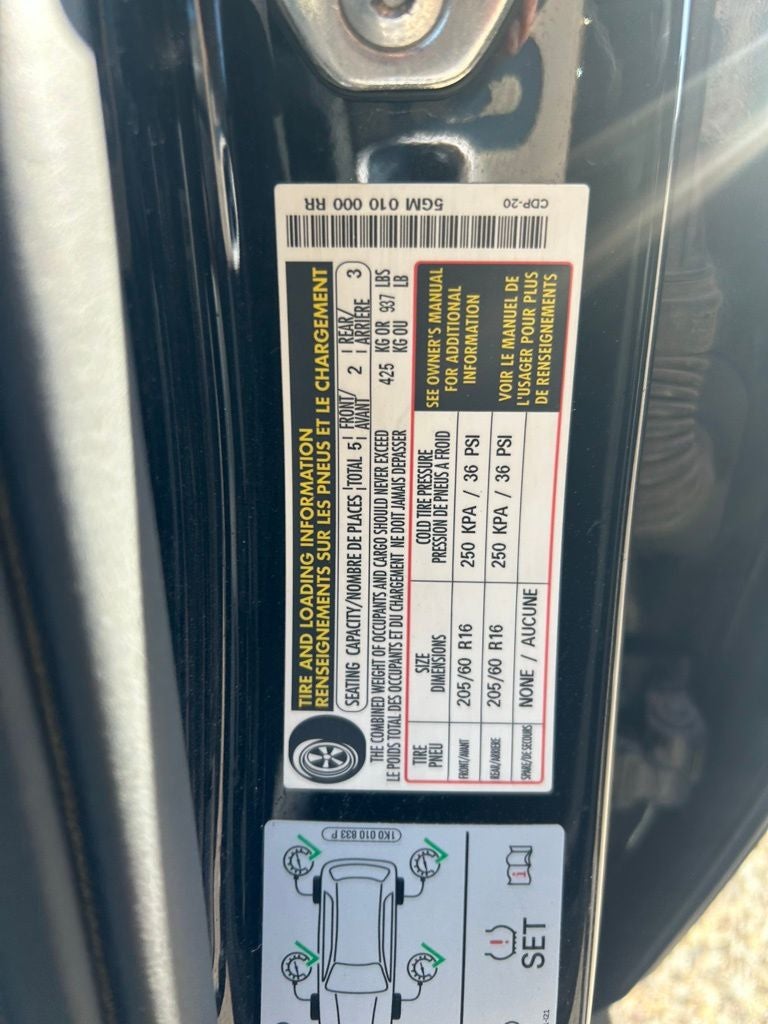 TIRE AND LOADING INFORMATION
RENSEIGNEMENTS SUR LES PNEUS ET LE CHARGEMENT
SEATING CAPACITY/NOMBRE DE PLACES TOTAL 5 FRONT/AVANT 2 REAR/ARRIERE 3
THE COMBINED WEIGHT OF OCCUPANTS AND CARGO SHOULD NEVER EXCEED 425 KG OR 937 LBS
LE POIDS TOTAL DES OCCUPANTS ET DU CHARGEMENT NE DOIT JAMAIS DEPASSER KG OU LB
TIRE PNEU SIZE DIMENSIONS COLD TIRE PRESSURE PRESSION DE PNEUS A FROID
FRONT/AVANT 205/60 R16 250 KPA / 36 PSI
REAR/ARRIERE 205/60 R16 250 KPA / 36 PSI
SPARE/DE SECOURS NONE / AUCUNE
SEE OWNER'S MANUAL
FOR ADDITIONAL
INFORMATION
VOIR LE MANUEL DE
L'USAGER POUR PLUS
DE RENSEIGNEMENTS
5GM 010 000 RR
CDP-20
1K0 010 833 P
SET